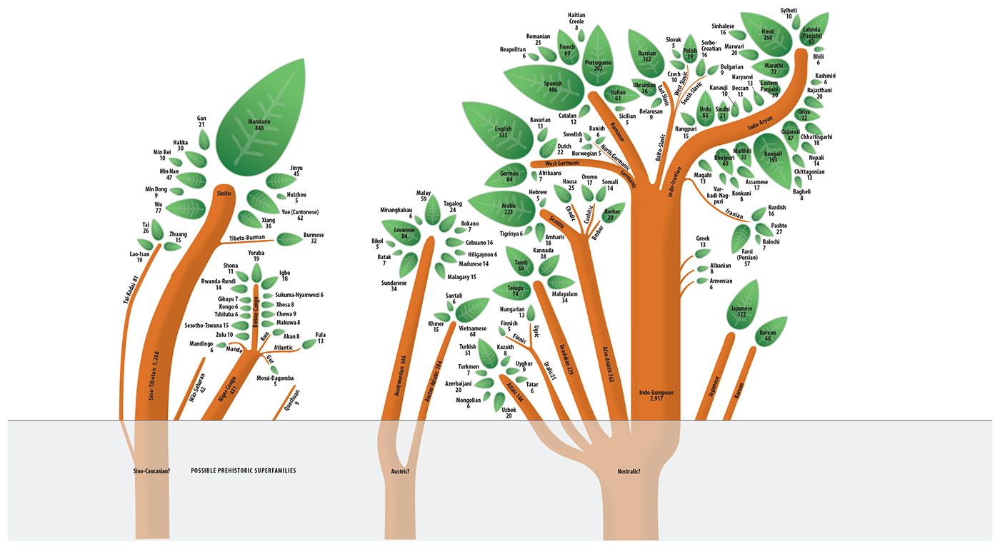 Mandarin
848
Gan
21
Hakka
30
Min Bei
10
Min Nan
47
Min Dong
9
Wu
77
Jinyu
45
Huizhou
5
Yue (Cantonese)
62
Xiang
36
Sinitic
Tibeto-Burman
Burmese
32
Tai
26
Zhuang
15
Lao-Isan
19
Tai-Kadai 81
Sino-Tibetan 1,268
Yoruba
19
Shona
11
Igbo
18
Rwanda-Rundi
14
Sukuma-Nyamwezi 6
Gikuyu 7
Xhosa 8
Kongo 6
Chewa 9
Tshiluba 6
Makuwa 8
Sesotho-Tswana 15
Zulu 10
Benue-Congo
Kwa
Akan 8
Mandingo
6
Mande
Atlantic
Fula
13
Gur
Mossi-Dagomba
5
Nilo-Saharan
42
Niger-Congo
431
Quechuan
9
Malay
59
Minangkabau
6
Tagalog
24
Javanese
84
Ilokano
7
Bikol
5
Cebuano 16
Batak
7
Hiligaynon 6
Madurese 14
Malagasy 15
Sundanese
34
Austronesian 346
Santali
6
Khmer
15
Vietnamese
68
Austro-Asiatic 104
Haitian
Creole
8
Romanian
23
French
69
Neapolitan
6
Portuguese
202
Spanish
406
Italian
61
Catalan
12
Sicilian
5
Romance
Russian
162
Slovak
5
Polish
39
Serbo-
Croatian
16
Czech
10
Bulgarian
9
Ukrainian
36
Belarusan
9
East Slavic
West Slavic
South Slavic
Balto-Slavic
English
335
Bavarian
13
Dutch
22
Swedish
8
Danish
6
Norwegian 5
North Germanic
West Germanic
Germanic
German
84
Afrikaans
7
Sylheti
10
Sinhalese
16
Hindi
260
Lahnda
(Panjabi)
83
Marwari
20
Bhili
6
Marathi
72
Haryanvi
13
Eastern
Panjabi
30
Kashmiri
6
Kanauji
10
Deccan
13
Rajasthani
20
Urdu
63
Sindhi
21
Oriya
32
Rangpuri
15
Indo-Aryan
Gujarati
47
Chhattisgarhi
18
Bhojpuri
40
Maithili
33
Bengali
193
Nepali
14
Magahi
13
Assamese
17
Chittagonian
13
Var-
hadi-Nag-
puri
Konkani
8
Bagheli
8
Indo-Iranian
Iranian
Kurdish
16
Pashto
27
Balochi
7
Farsi
(Persian)
57
Greek
13
Albanian
8
Armenian
6
Arabic
223
Hebrew
5
Hausa
25
Oromo
17
Somali
14
Berber
20
Semitic
Chadic
Cushitic
Berber
Tigrinya 6
Amharic
18
Afro-Asiatic 362
Kannada
38
Tamil
69
Telugu
74
Malayalam
34
Dravidian 229
Hungarian
13
Finnish
5
Ugric
Finnic
Uralic 21
Turkish
51
Kazakh
8
Uyghur
9
Turkmen
7
Tatar
6
Azerbaijani
20
Mongolian
6
Uzbek
20
Altaic 144
Indo-European
2,917
Japanese
122
Korean
66
Japanese
Korean
Sino-Caucasian?
POSSIBLE PREHISTORIC SUPERFAMILIES
Austric?
Nostralic?